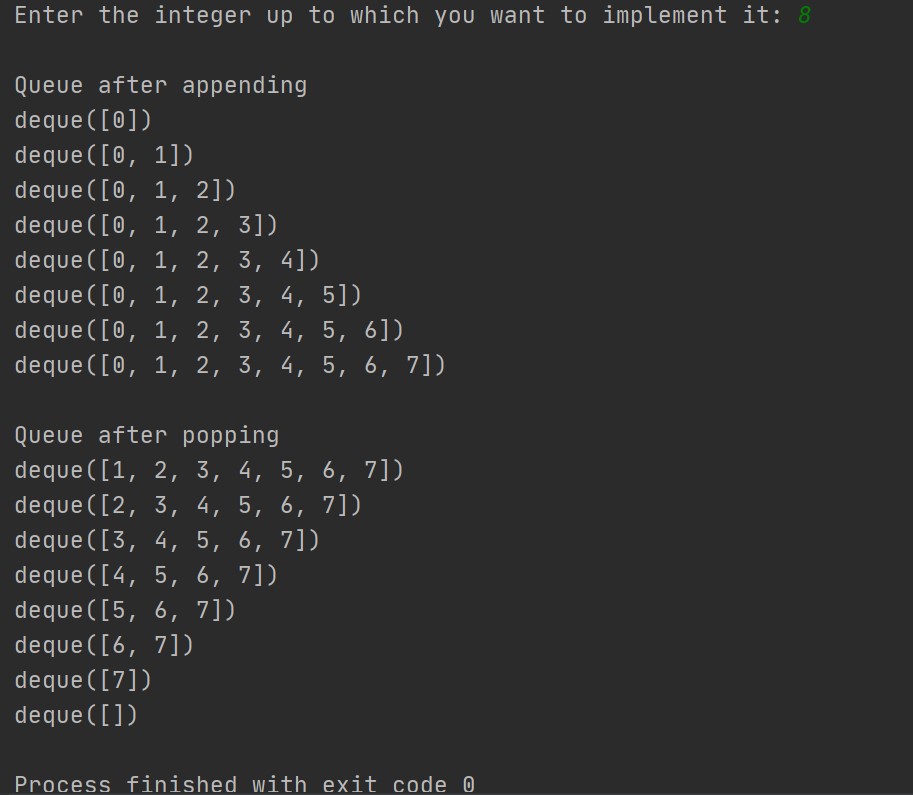 Enter the integer up to which you want to implement it: 8
Queue after appending
deque([0])
deque([0, 1])
deque([0, 1, 2])
deque([0, 1, 2, 3])
deque([0, 1, 2, 3, 4])
deque([0, 1, 2, 3, 4, 5])
deque([0, 1, 2, 3, 4, 5, 6])
deque([0, 1, 2, 3, 4, 5, 6, 7])
Queue after popping
deque([1, 2, 3, 4, 5, 6, 7])
deque([2, 3, 4, 5, 6, 7])
deque([3, 4, 5, 6, 7])
deque([4, 5, 6, 7])
deque([5, 6, 7])
deque([6, 7])
deque([7])
deque([])
Process finished with exit code 0